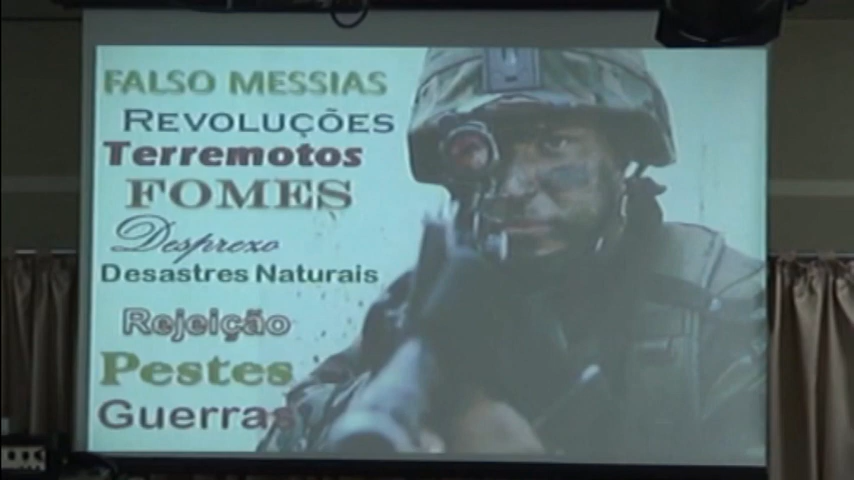 FALSO MESSIAS
REVOLUÇÕES
Terremotos
FOMES
Desprezo
Desastres Naturais
Rejeição
Pestes
Guerras